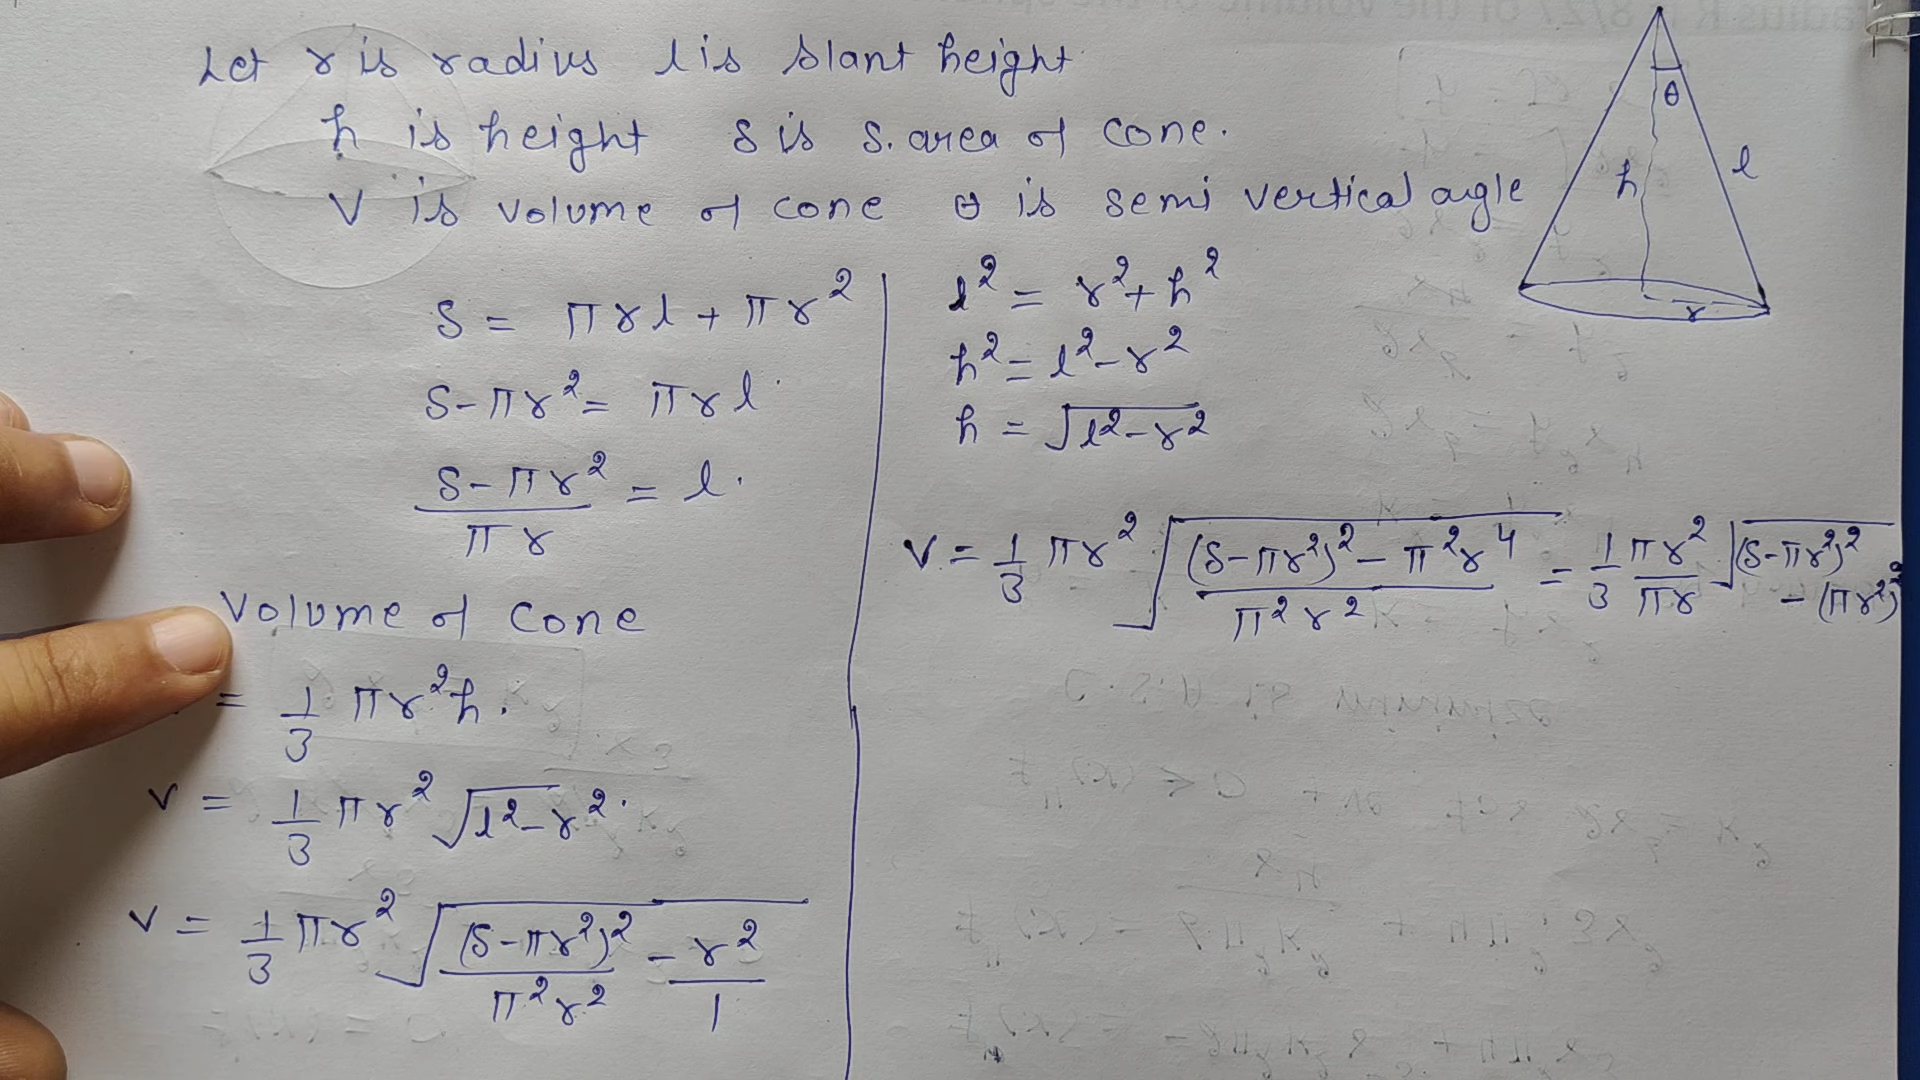 Let r is radius l is slant height
h is height S is S. area of cone.
V is volume of cone θ is semi vertical angle
S = πrl + πr²
S - πr² = πrl
(S - πr²)/(πr) = l.
Volume of cone
= 1/3 πr²h.
V = 1/3 πr² √(l² - r²).
V = 1/3 πr² √((S - πr²)²/(π²r²) - r²/1)
l² = r² + h²
h² = l² - r²
h = √(l² - r²)
V = 1/3 πr² √(((S - πr²)² - π²r⁴)/(π²r²)) = 1/3 πr²/(πr) √((S - πr²)² - (πr²)²)
θ
h
l
r